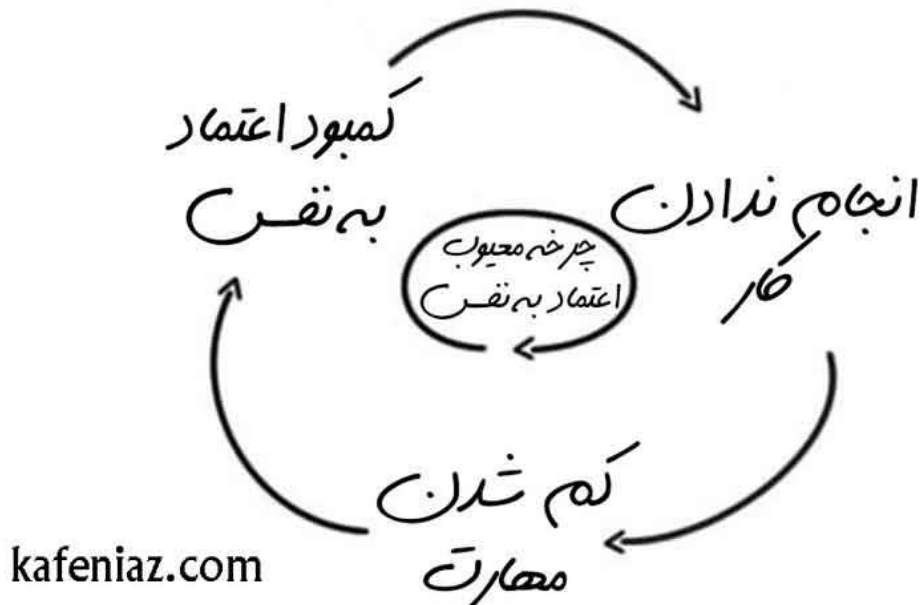 کمبود اعتماد
به نفس
انجام ندادن
کار
چرخه معیوب
اعتماد به نفس
کم شدن
مهارت
kafeniaz.com